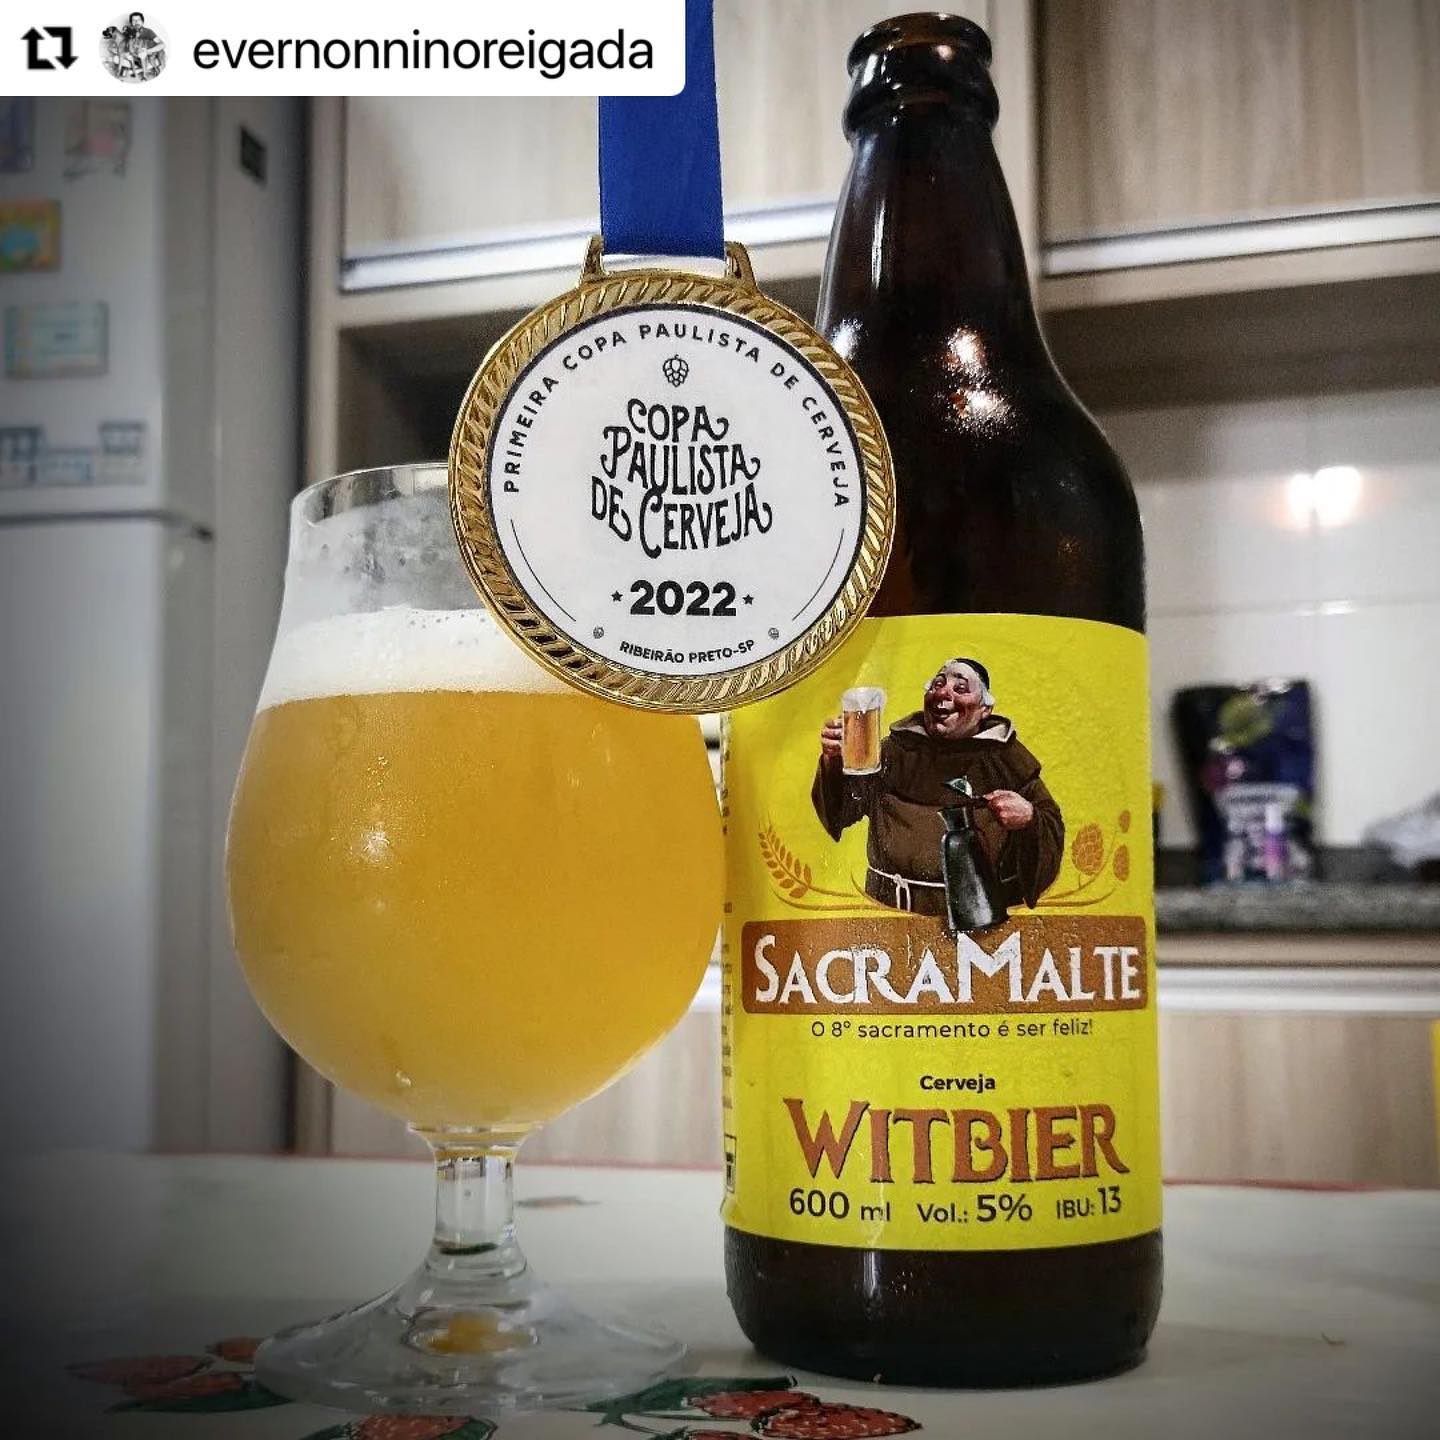 evernonninoreigada
PRIMEIRA COPA PAULISTA DE CERVEJA
COPA
PAULISTA
DE CERVEJA
2022
RIBEIRÃO PRETO-SP
SACRAMALTE
O 8º sacramento é ser feliz!
Cerveja
WITBIER
600 ml Vol.: 5% IBU: 13